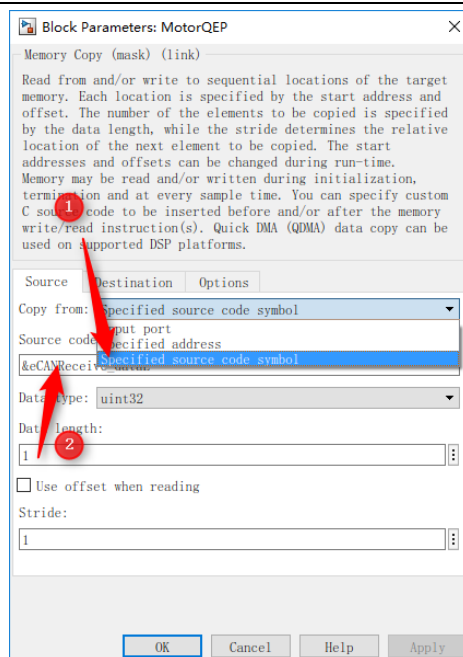 Block Parameters: MotorQEP
Memory Copy (mask) (link)
Read from and/or write to sequential locations of the target
memory. Each location is specified by the start address and
offset. The number of the elements to be copied is specified
by the data length, while the stride determines the relative
location of the next element to be copied. The start
addresses and offsets can be changed during run-time.
Memory may be read and/or written during initialization,
termination and at every sample time. You can specify custom
C source code to be inserted before and/or after the memory
write/read instruction(s). Quick DMA (QDMA) data copy can be
used on supported DSP platforms.
1
Source Destination Options
Copy from: Specified source code symbol
Input port
Source code Specified address
Specified source code symbol
Data type: uint32
Data length:
2
1
Use offset when reading
Stride:
1
OK Cancel Help Apply